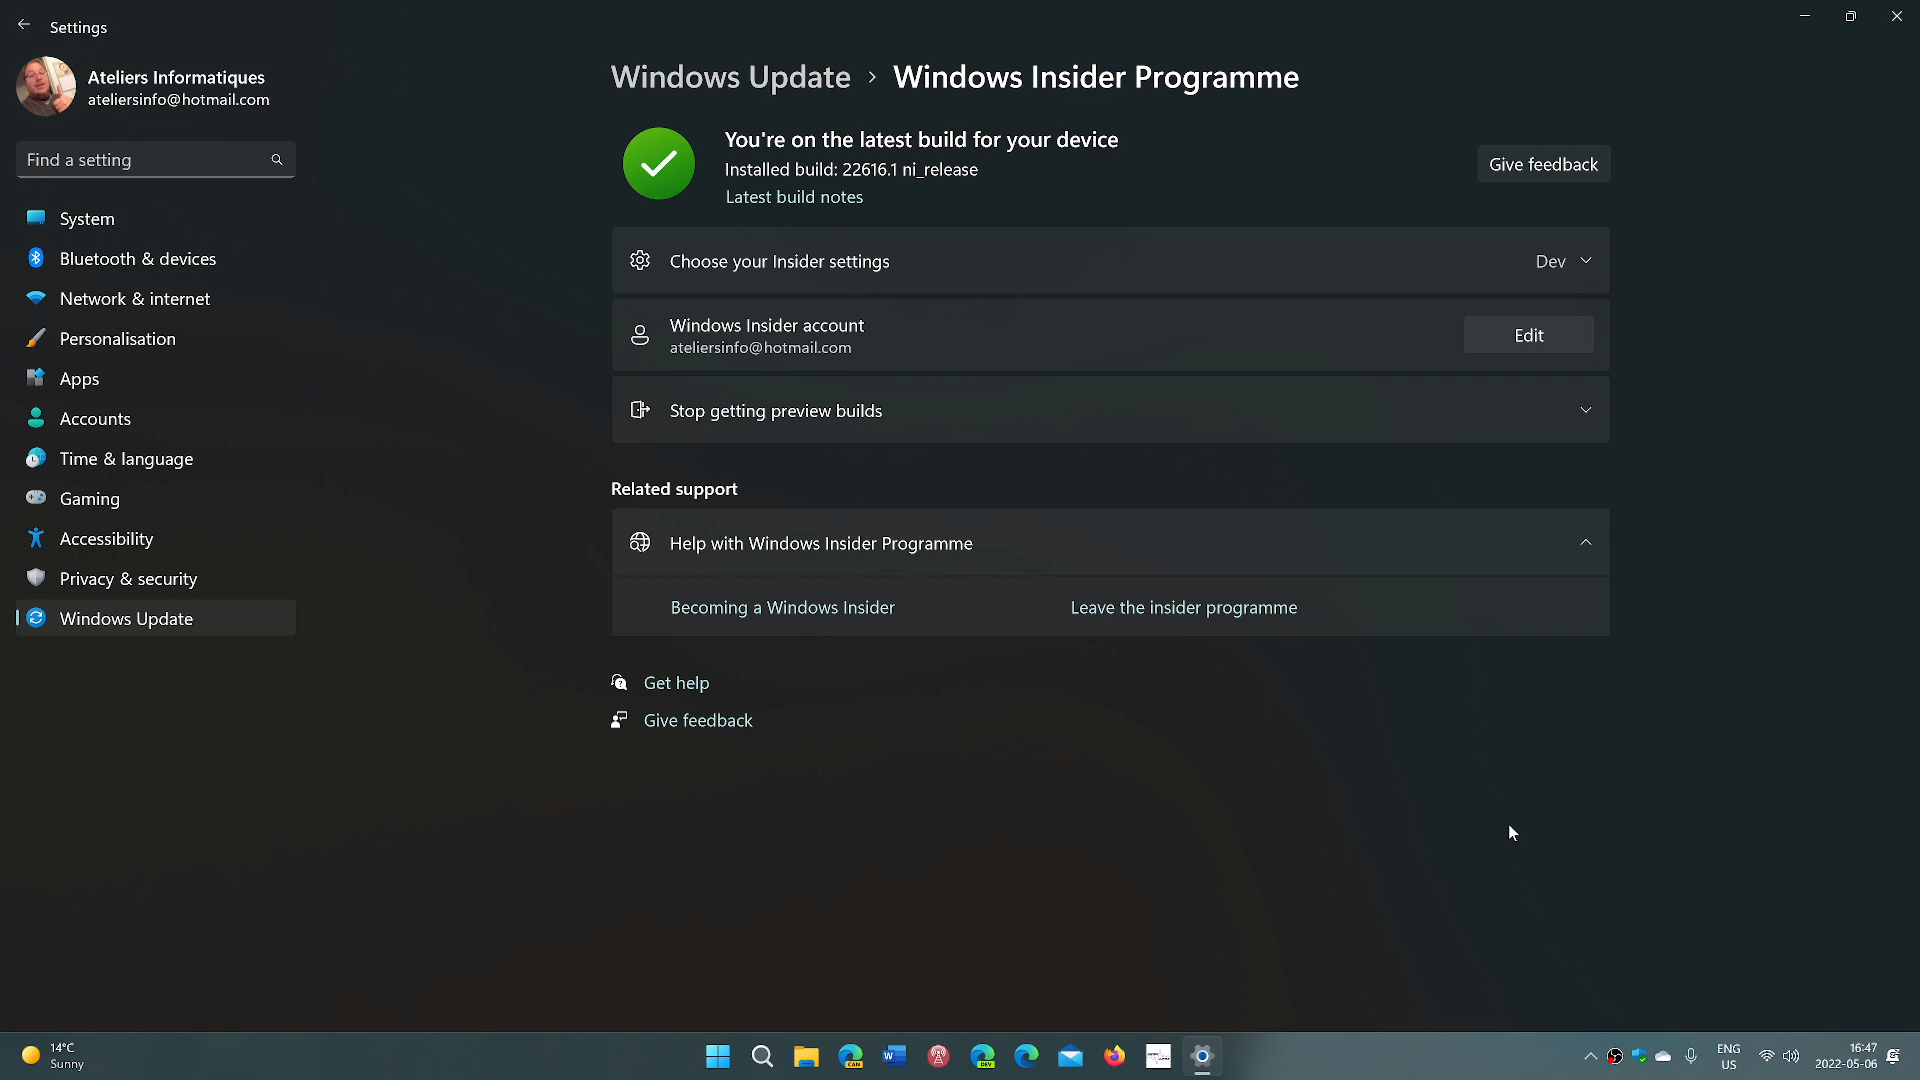 Settings
Ateliers Informatiques
ateliersinfo@hotmail.com
Find a setting
System
Bluetooth & devices
Network & internet
Personalisation
Apps
Accounts
Time & language
Gaming
Accessibility
Privacy & security
Windows Update
Windows Update > Windows Insider Programme
You're on the latest build for your device
Installed build: 22616.1 ni_release
Latest build notes
Give feedback
Choose your Insider settings
Dev
Windows Insider account
ateliersinfo@hotmail.com
Edit
Stop getting preview builds
Related support
Help with Windows Insider Programme
Becoming a Windows Insider
Leave the insider programme
Get help
Give feedback
14°C
Sunny
CAN
W
DEV
ENG
US
16:47
2022-05-06